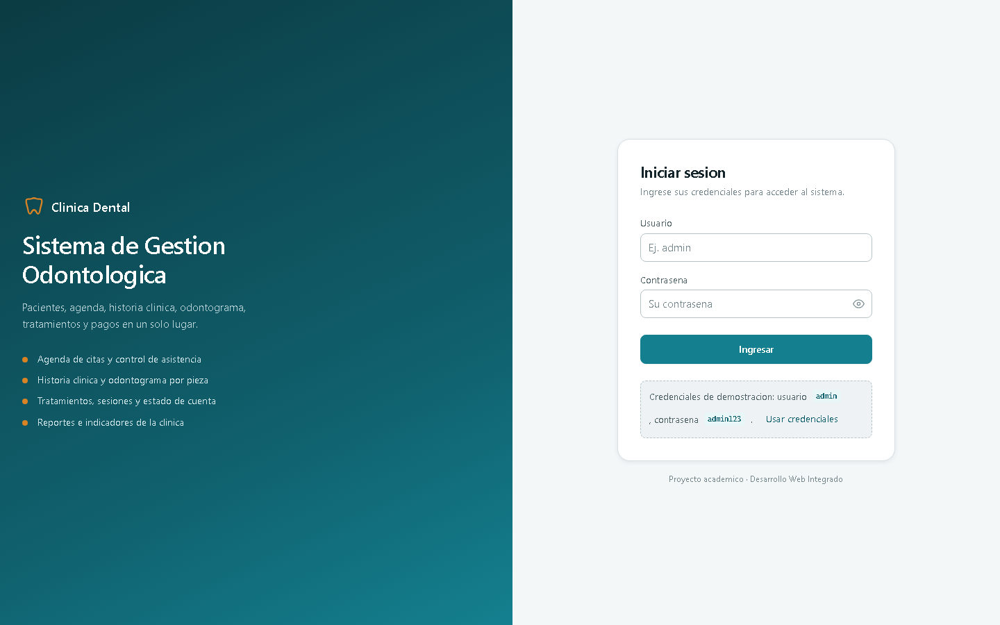 Clinica Dental
Sistema de Gestion
Odontologica
Pacientes, agenda, historia clinica, odontograma,
tratamientos y pagos en un solo lugar.
Agenda de citas y control de asistencia
Historia clinica y odontograma por pieza
Tratamientos, sesiones y estado de cuenta
Reportes e indicadores de la clinica
Iniciar sesion
Ingrese sus credenciales para acceder al sistema.
Usuario
Ej. admin
Contrasena
Su contrasena
Ingresar
Credenciales de demostracion: usuario admin
, contrasena admin123 . Usar credenciales
Proyecto academico · Desarrollo Web Integrado